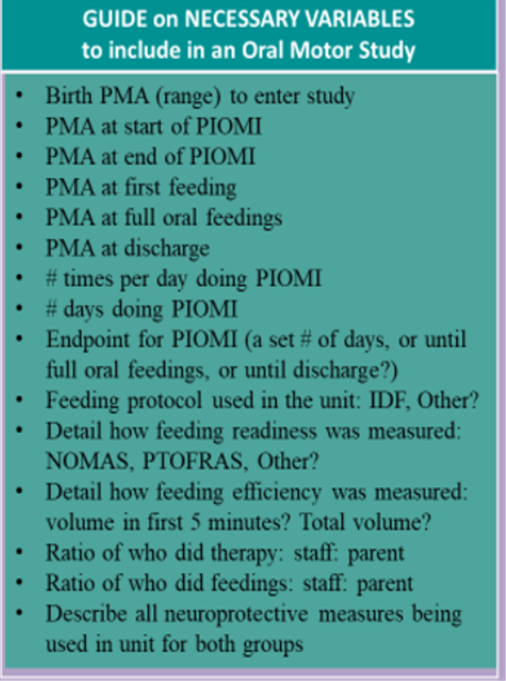 GUIDE on NECESSARY VARIABLES
to include in an Oral Motor Study
• Birth PMA (range) to enter study
• PMA at start of PIOMI
• PMA at end of PIOMI
• PMA at first feeding
• PMA at full oral feedings
• PMA at discharge
• # times per day doing PIOMI
• # days doing PIOMI
• Endpoint for PIOMI (a set # of days, or until
full oral feedings, or until discharge?)
• Feeding protocol used in the unit: IDF, Other?
• Detail how feeding readiness was measured:
NOMAS, PTOFRAS, Other?
• Detail how feeding efficiency was measured:
volume in first 5 minutes? Total volume?
• Ratio of who did therapy: staff: parent
• Ratio of who did feedings: staff: parent
• Describe all neuroprotective measures being
used in unit for both groups